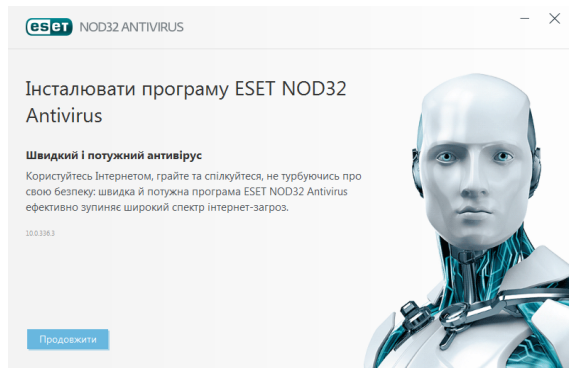 eset NOD32 ANTIVIRUS
Інсталювати програму ESET NOD32
Antivirus
Швидкий і потужний антивірус
Користуйтесь Інтернетом, грайте та спілкуйтеся, не турбуючись про
свою безпеку: швидка й потужна програма ESET NOD32 Antivirus
ефективно зупиняє широкий спектр інтернет-загроз.
10.0.336.3
Продовжити